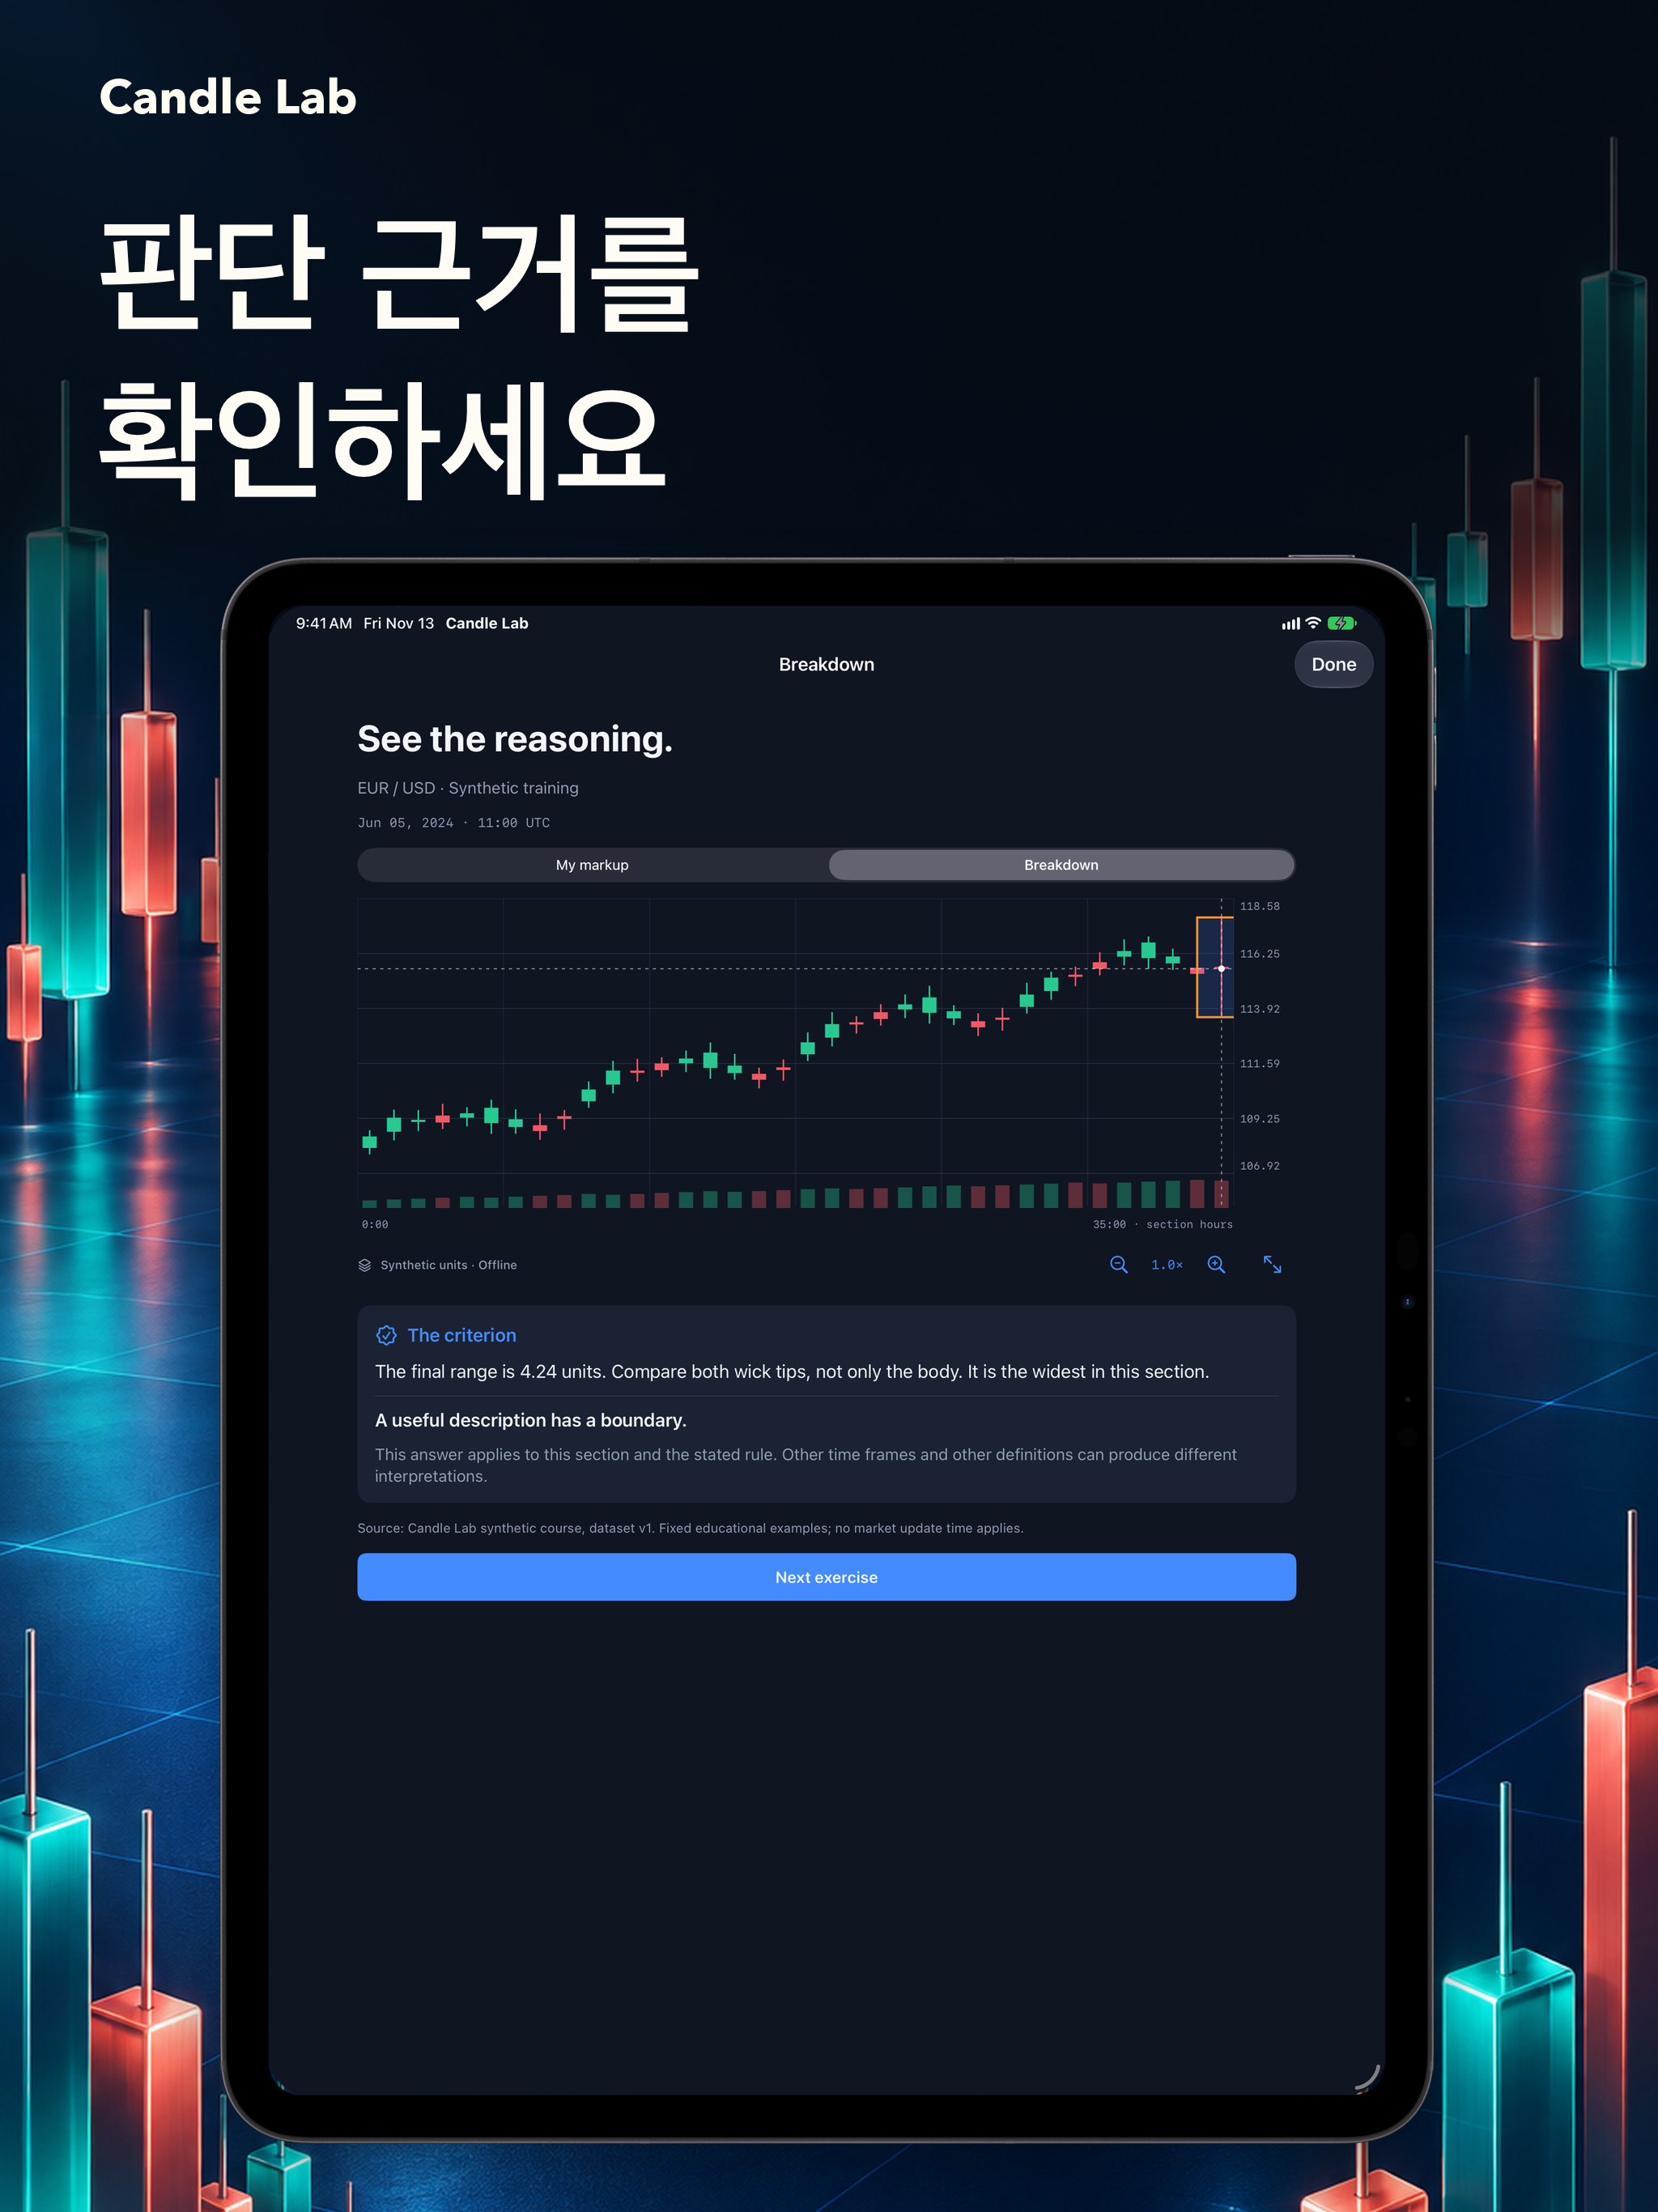 Candle Lab
판단 근거를
확인하세요
9:41 AM Fri Nov 13 Candle Lab
Breakdown
Done
See the reasoning.
EUR / USD · Synthetic training
Jun 05, 2024 · 11:00 UTC
My markup Breakdown
118.58
116.25
113.92
111.59
109.25
106.92
0:00 35:00 · section hours
Synthetic units · Offline 1.0×
The criterion
The final range is 4.24 units. Compare both wick tips, not only the body. It is the widest in this section.
A useful description has a boundary.
This answer applies to this section and the stated rule. Other time frames and other definitions can produce different
interpretations.
Source: Candle Lab synthetic course, dataset v1. Fixed educational examples; no market update time applies.
Next exercise